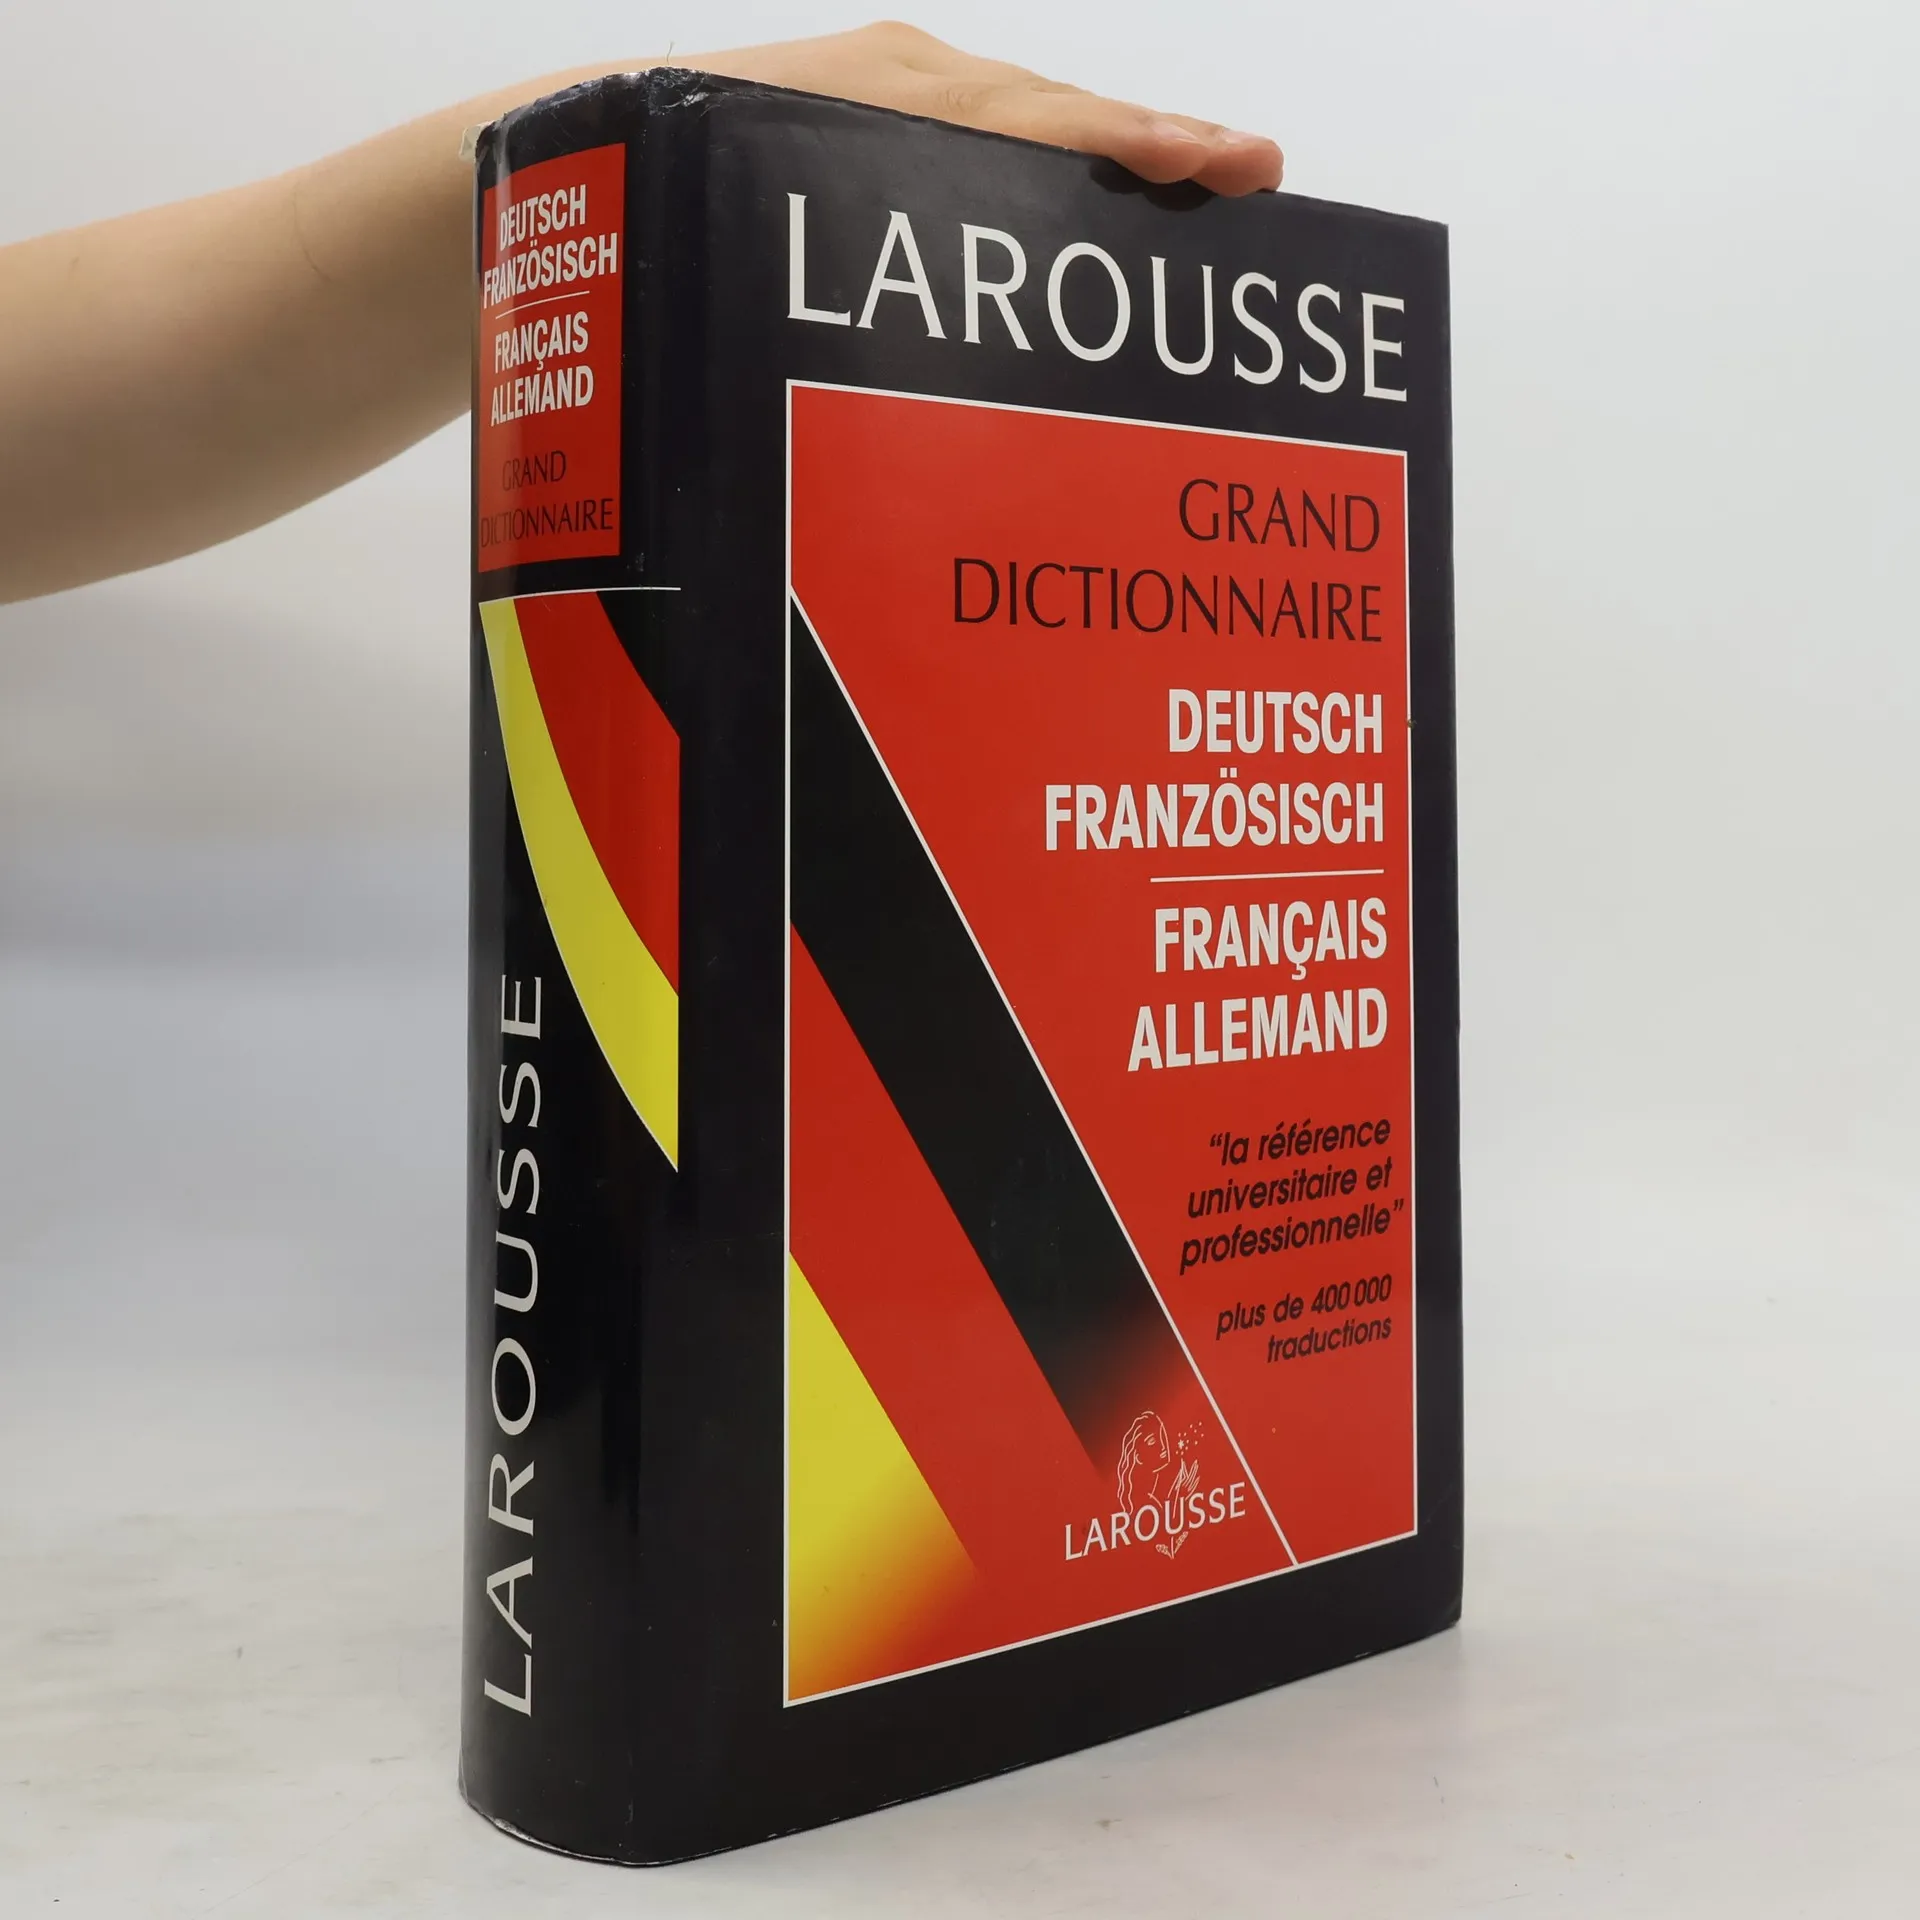 DEUTSCH
FRANZÖSISCH
FRANÇAIS
ALLEMAND
GRAND
DICTIONNAIRE
LAROUSSE
LAROUSSE
GRAND
DICTIONNAIRE
DEUTSCH
FRANZÖSISCH
FRANÇAIS
ALLEMAND
“la référence
universitaire et
professionnelle”
plus de 400 000
traductions
LAROUSSE